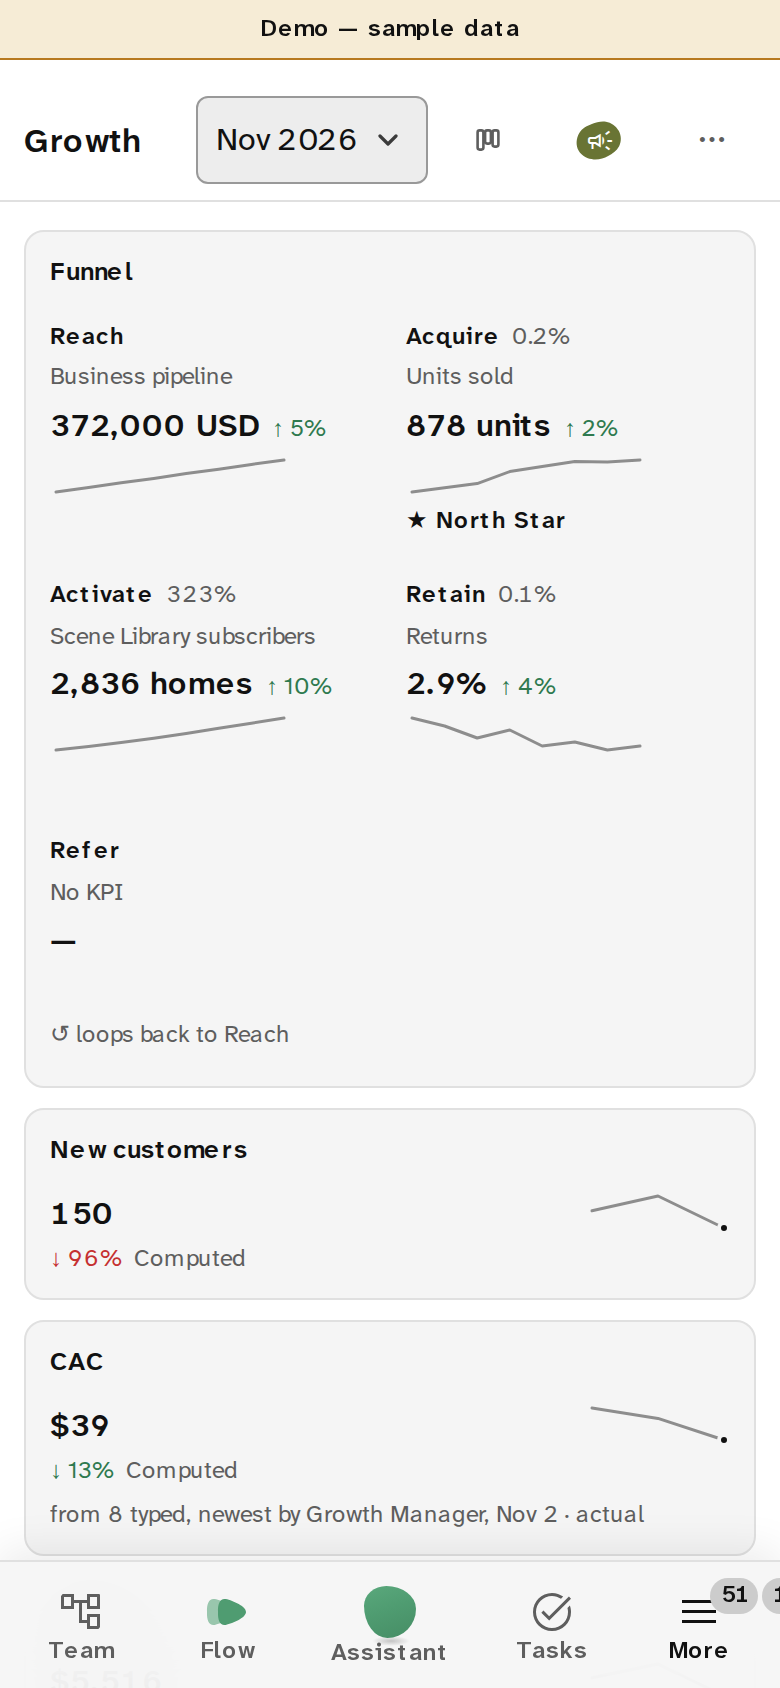 Demo — sample data
Growth
Nov 2026
Funnel
Reach
Business pipeline
372,000 USD ↑ 5%
Acquire 0.2%
Units sold
878 units ↑ 2%
★ North Star
Activate 323%
Scene Library subscribers
2,836 homes ↑ 10%
Retain 0.1%
Returns
2.9% ↑ 4%
Refer
No KPI
—
↺ loops back to Reach
New customers
150
↓ 96% Computed
CAC
$39
↓ 13% Computed
from 8 typed, newest by Growth Manager, Nov 2 · actual
$5,516
Team
Flow
Assistant
Tasks
More
51